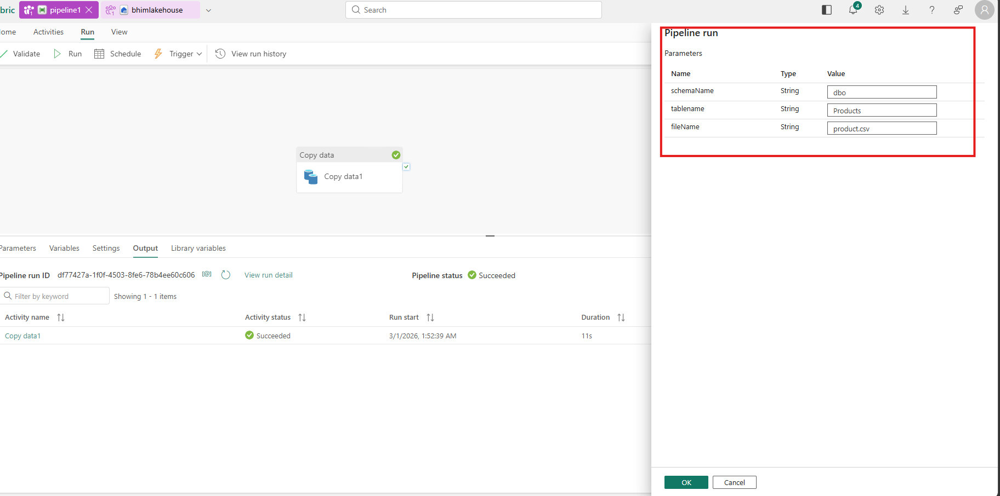 bric pipeline1 bhimlakehouse Search 4
ome Activities Run View
Validate Run Schedule Trigger View run history
Pipeline run
Parameters
Name Type Value
schemaName String dbo
tablename String Products
fileName String product.csv
Copy data
Copy data1
Parameters Variables Settings Output Library variables
Pipeline run ID df77427a-1f0f-4503-8fe6-78b4ee60c606 View run detail Pipeline status Succeeded
Filter by keyword Showing 1 - 1 items
Activity name Activity status Run start Duration
Copy data1 Succeeded 3/1/2026, 1:52:39 AM 11s
OK Cancel